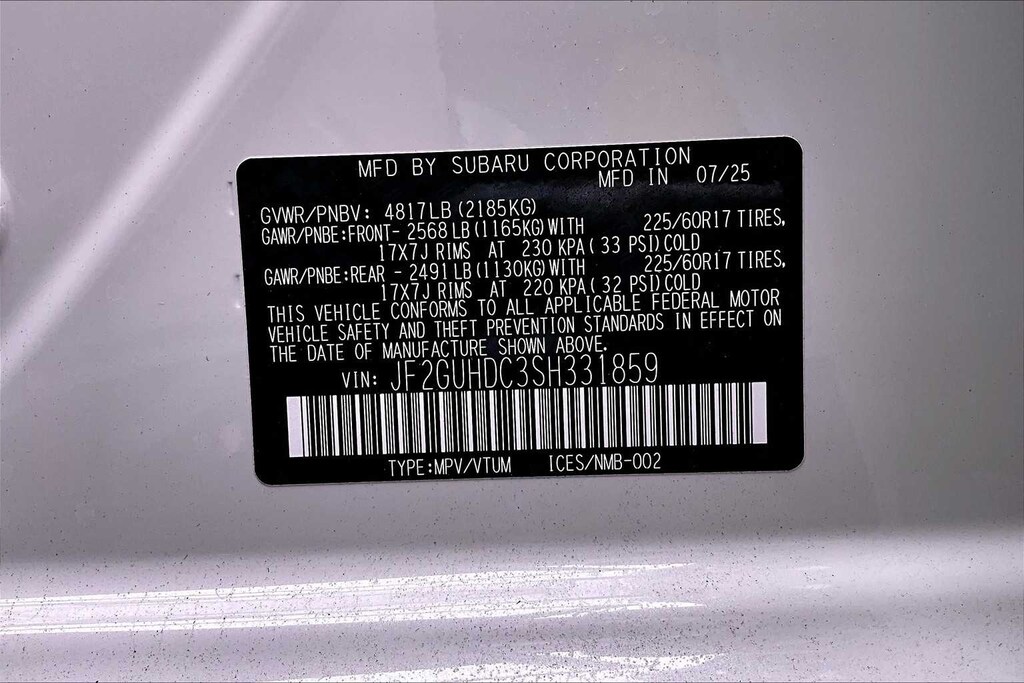 MFD BY SUBARU CORPORATION
MFD IN 07/25
GVWR/PNBV: 4817LB (2185KG)
GAWR/PNBE:FRONT- 2568 LB (1165KG) WITH 225/60R17 TIRES,
17X7J RIMS AT 230 KPA ( 33 PSI) COLD
GAWR/PNBE:REAR - 2491 LB (1130KG) WITH 225/60R17 TIRES,
17X7J RIMS AT 220 KPA ( 32 PSI) COLD
THIS VEHICLE CONFORMS TO ALL APPLICABLE FEDERAL MOTOR
VEHICLE SAFETY AND THEFT PREVENTION STANDARDS IN EFFECT ON
THE DATE OF MANUFACTURE SHOWN ABOVE.
VIN: JF2GUHDC3SH331859
TYPE:MPV/VTUM ICES/NMB-002